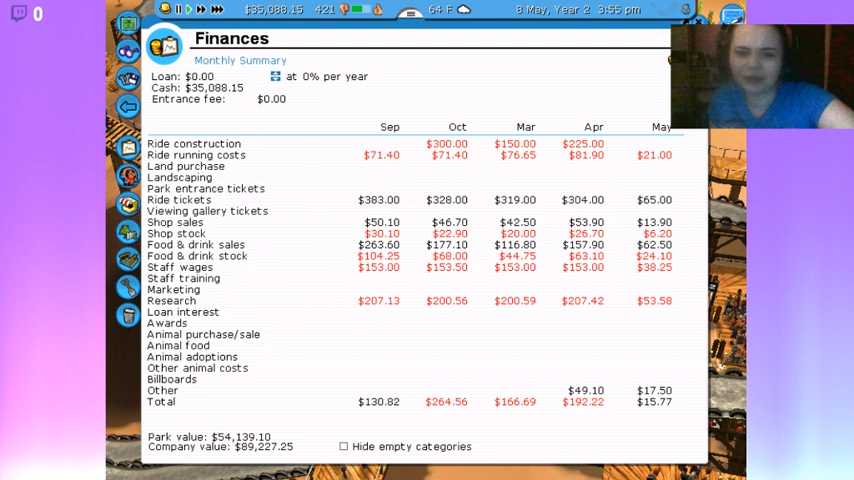 0
$35,088.15 421 64 F 8 May, Year 2 3:55 pm
Finances
Monthly Summary
Loan: $0.00 at 0% per year
Cash: $35,088.15
Entrance fee: $0.00
Sep Oct Mar Apr May
Ride construction $300.00 $150.00 $225.00
Ride running costs $71.40 $71.40 $76.65 $81.90 $21.00
Land purchase
Landscaping
Park entrance tickets
Ride tickets $383.00 $328.00 $319.00 $304.00 $65.00
Viewing gallery tickets
Shop sales $50.10 $46.70 $42.50 $53.90 $13.90
Shop stock $30.10 $22.90 $20.00 $26.70 $6.20
Food & drink sales $263.60 $177.10 $116.80 $157.90 $62.50
Food & drink stock $104.25 $68.00 $44.75 $63.10 $24.10
Staff wages $153.00 $153.50 $153.00 $153.00 $38.25
Staff training
Marketing
Research $207.13 $200.56 $200.59 $207.42 $53.58
Loan interest
Awards
Animal purchase/sale
Animal food
Animal adoptions
Other animal costs
Billboards
Other $49.10 $17.50
Total $130.82 $264.56 $166.69 $192.22 $15.77
Park value: $54,139.10
Company value: $89,227.25 Hide empty categories